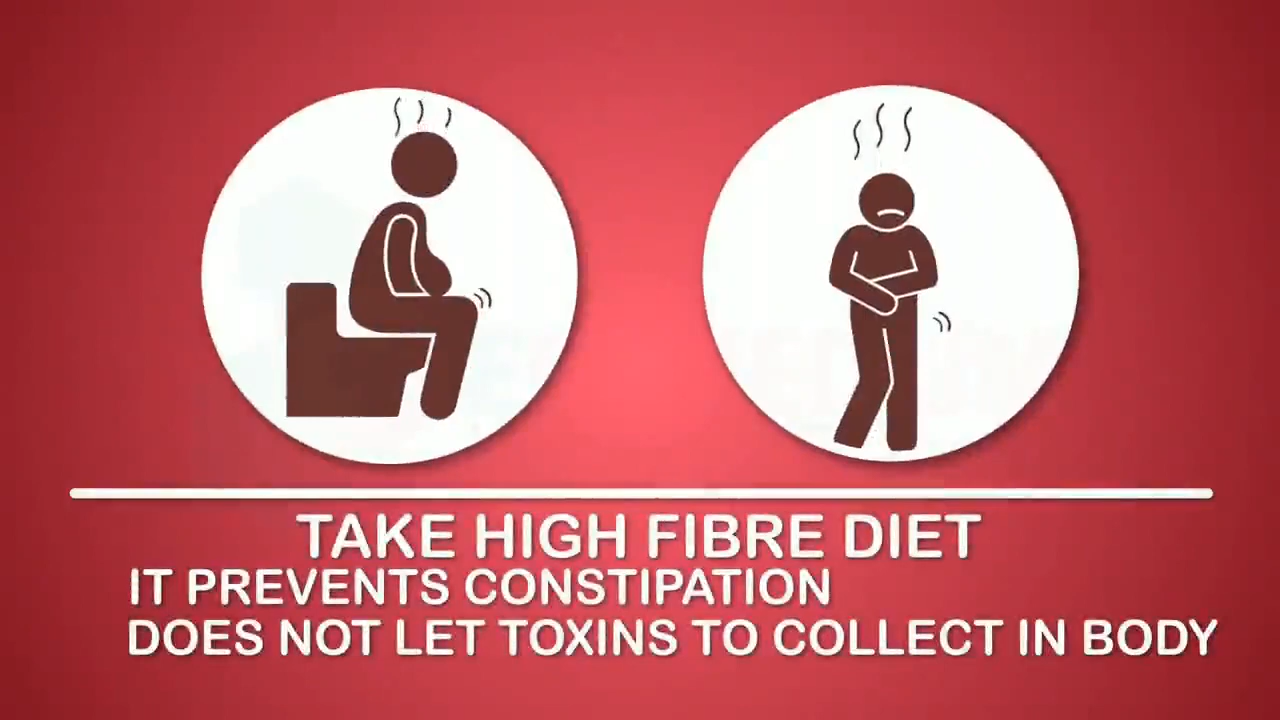 TAKE HIGH FIBRE DIET
IT PREVENTS CONSTIPATION
DOES NOT LET TOXINS TO COLLECT IN BODY